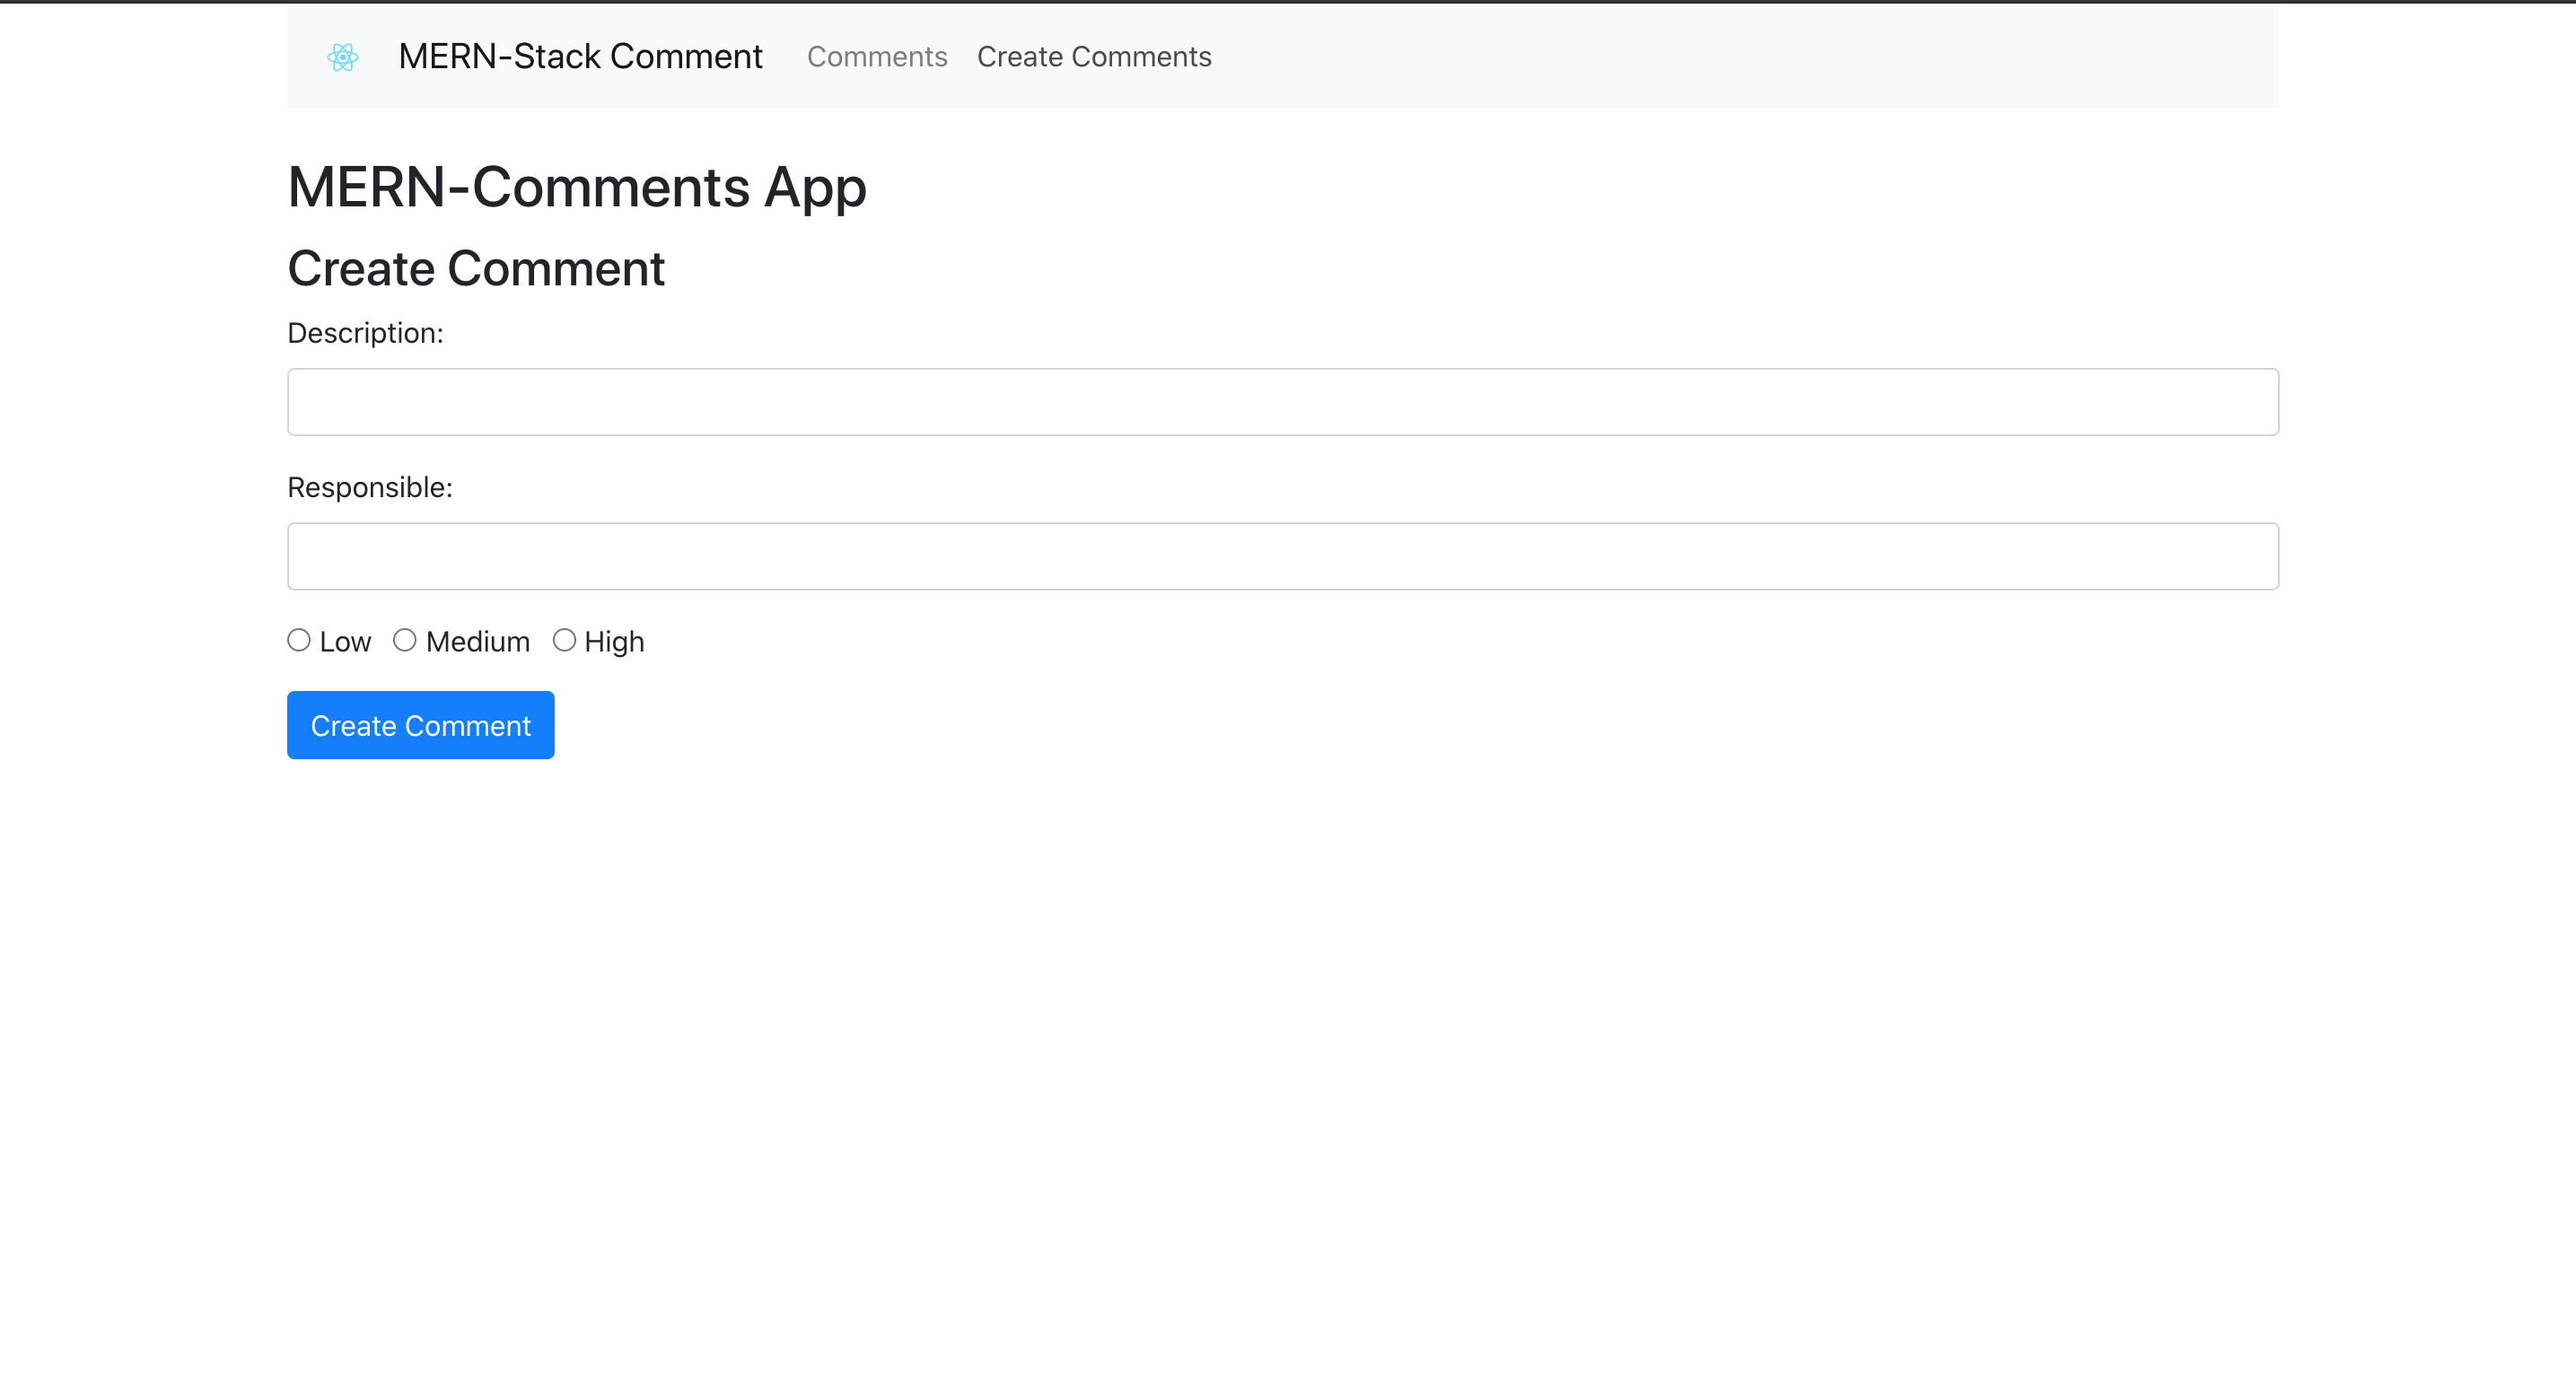 MERN-Stack Comment Comments Create Comments
MERN-Comments App
Create Comment
Description:
Responsible:
Low Medium High
Create Comment